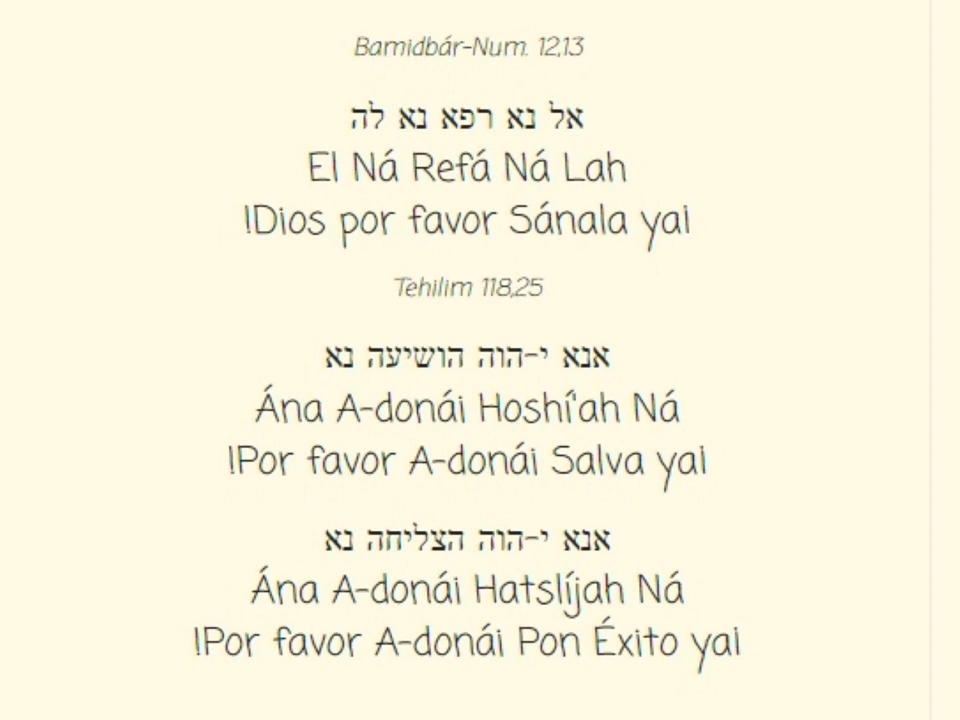 Bamidbár-Num. 12,13
אל נא רפא נא לה
El Ná Refá Ná Lah
!Dios por favor Sánala ya¡
Tehilim 118,25
אנא י-הוה הושיעה נא
Ána A-donái Hoshí'ah Ná
!Por favor A-donái Salva ya¡
אנא י-הוה הצליחה נא
Ána A-donái Hatslíjah Ná
!Por favor A-donái Pon Éxito ya¡